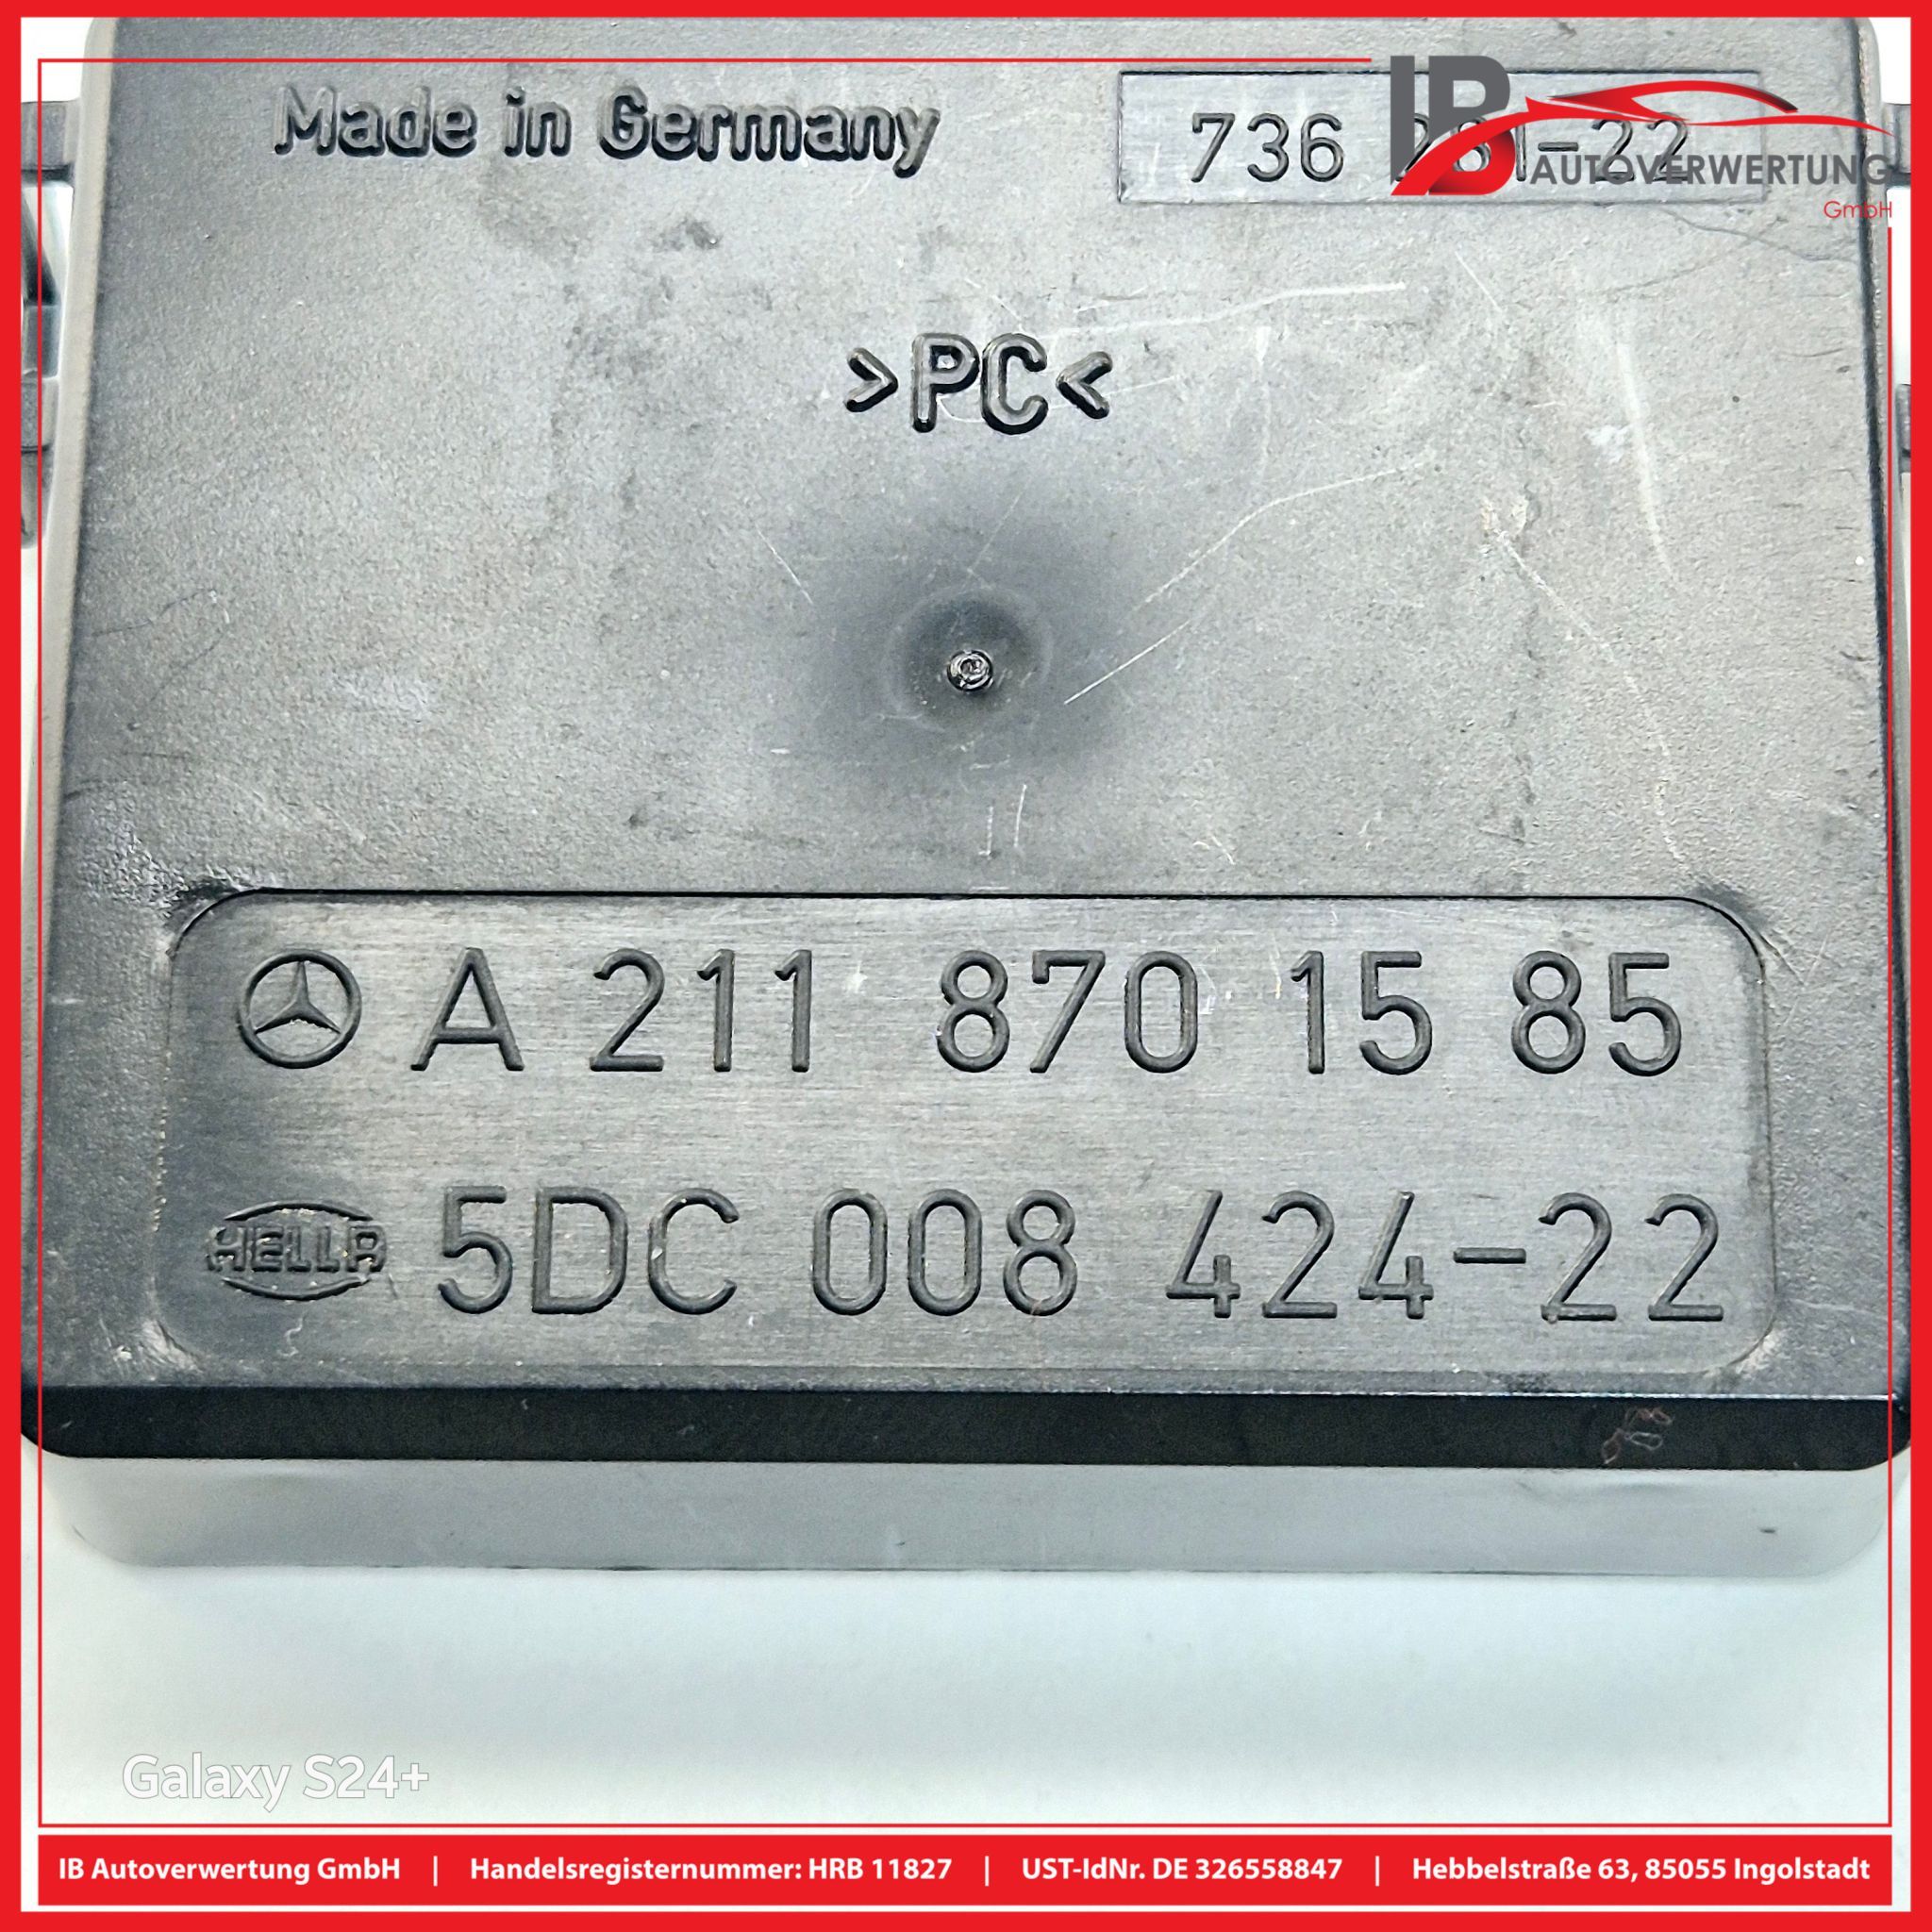 Made in Germany
736 281-22
IB
AUTOVERWERTUNG
GmbH
>PC<
A 211 870 15 85
HELLA 5DC 008 424-22
Galaxy S24+
IB Autoverwertung GmbH | Handelsregisternummer: HRB 11827 | UST-IdNr. DE 326558847 | Hebbelstraße 63, 85055 Ingolstadt